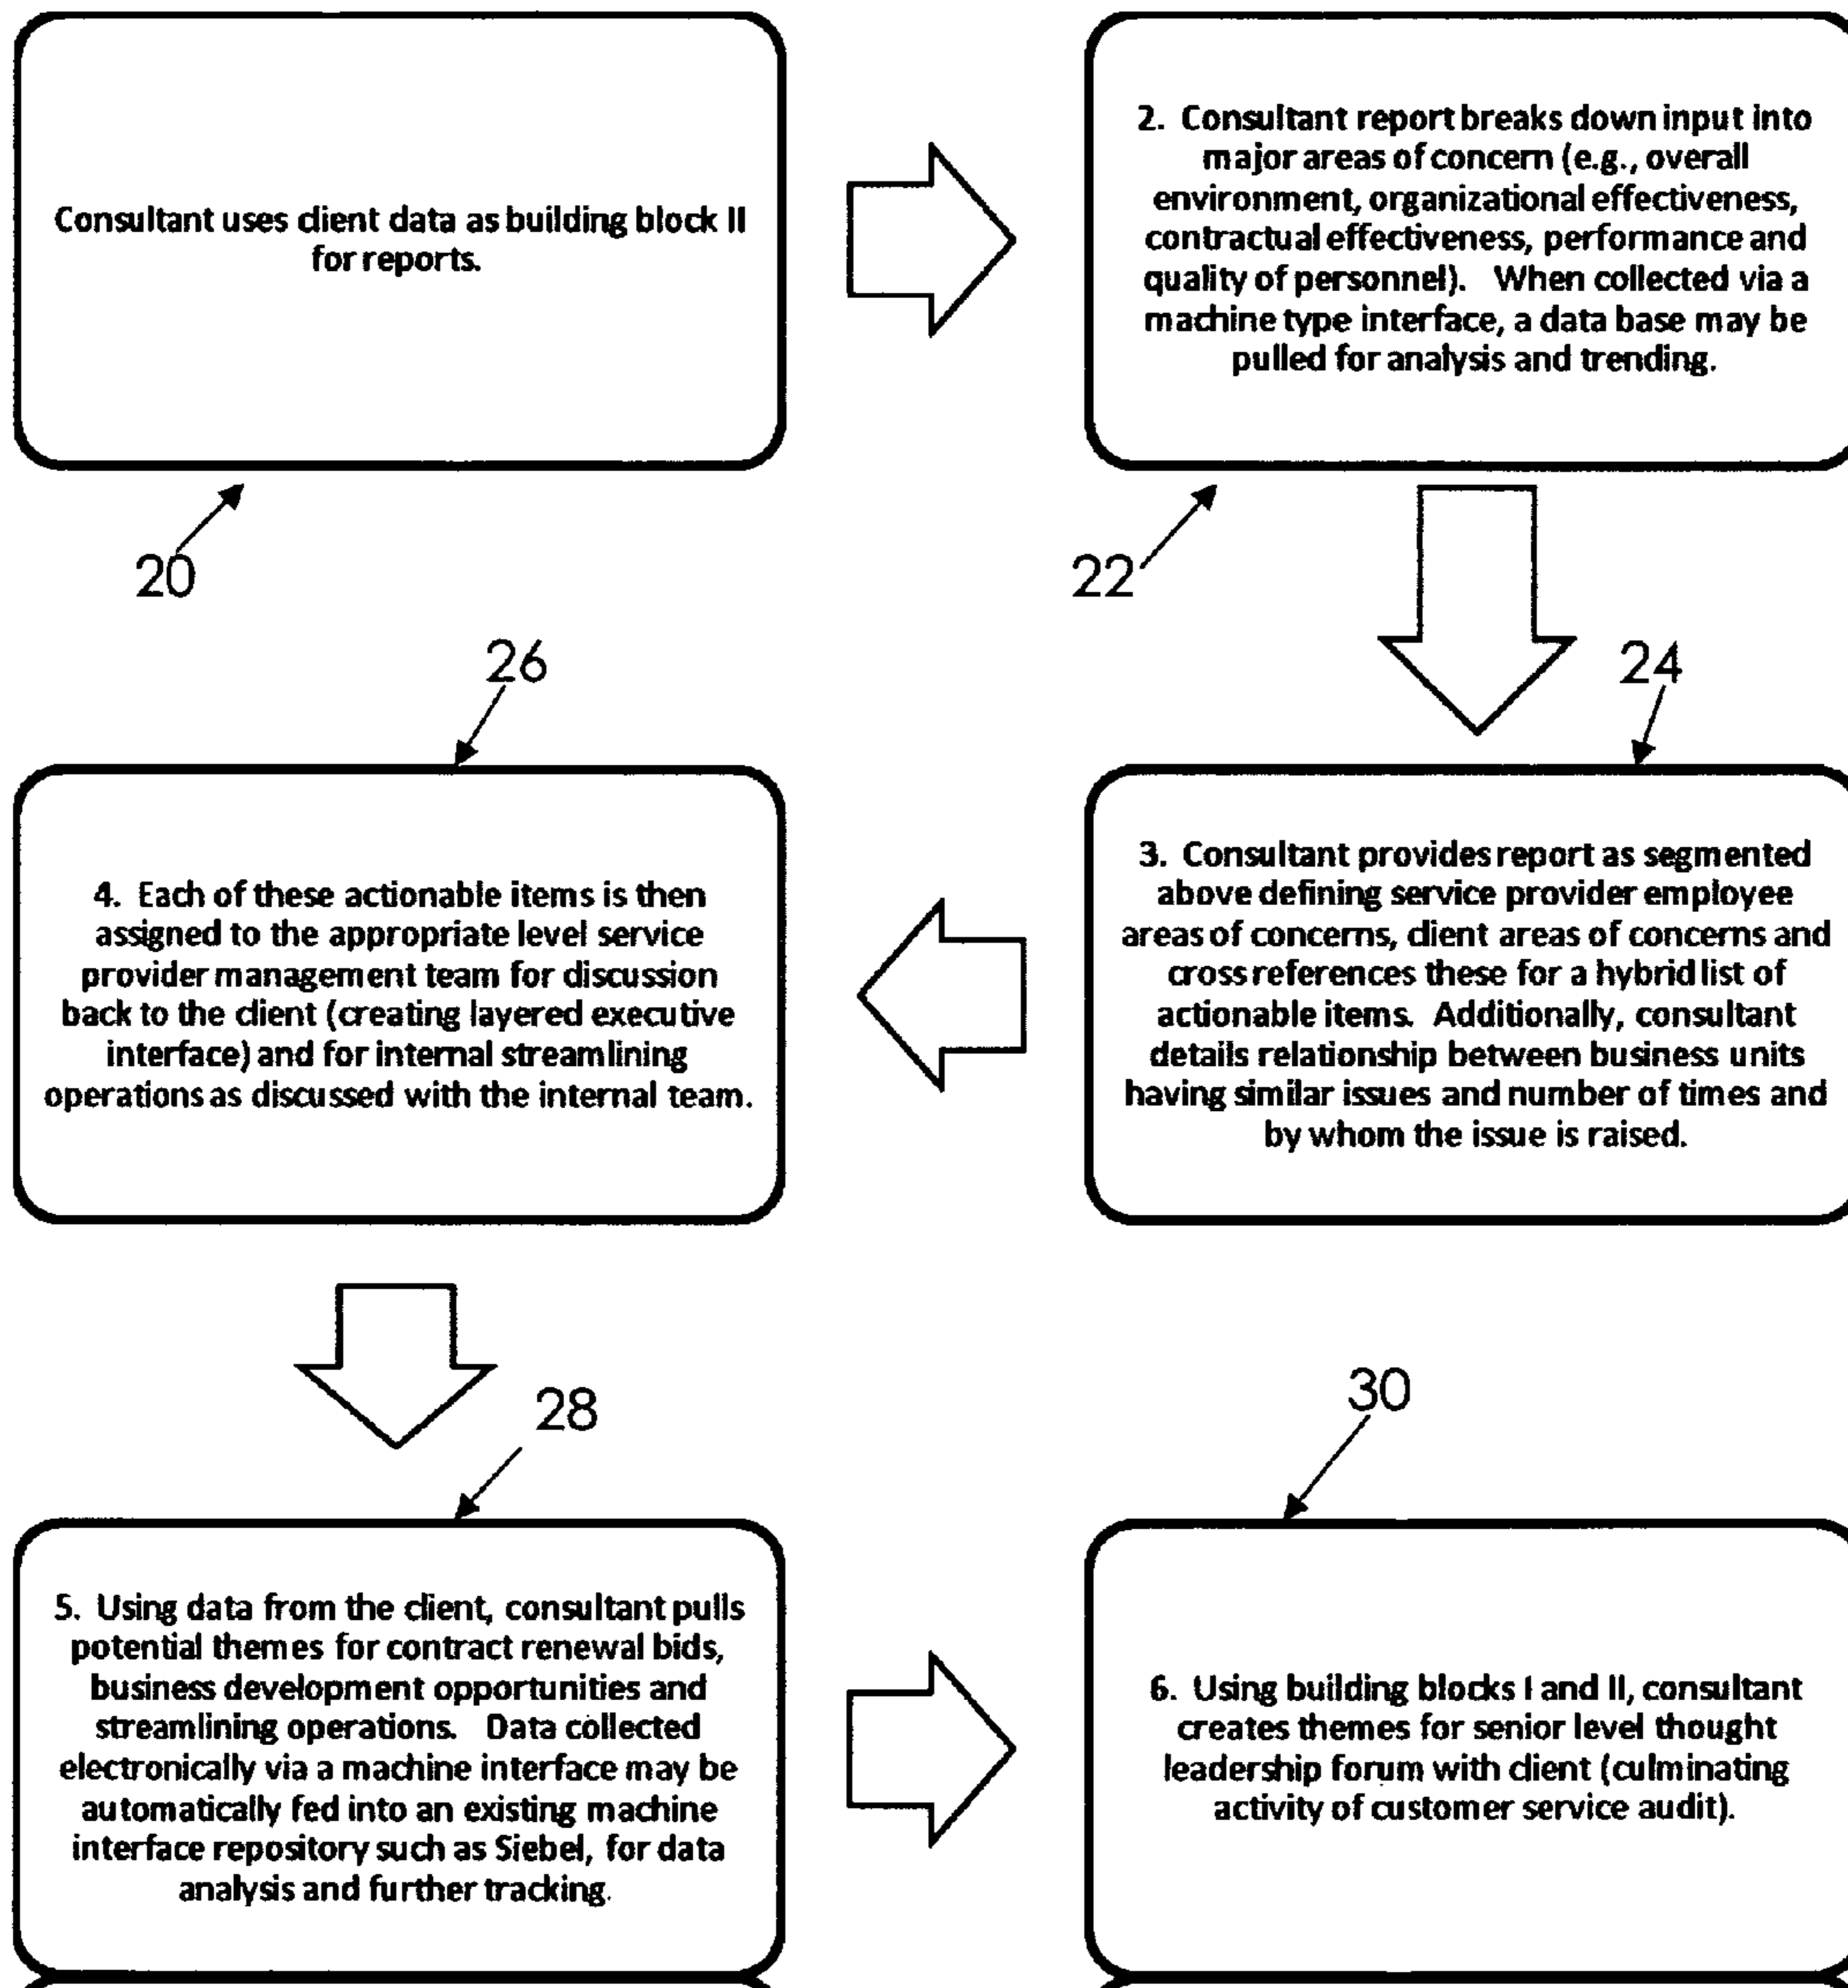 Consultant uses client data as building block II
for reports.
2. Consultant report breaks down input into
major areas of concern (e.g., overall
environment, organizational effectiveness,
contractual effectiveness, performance and
quality of personnel). When collected via a
machine type interface, a data base may be
pulled for analysis and trending.
20
22
26
24
3. Consultant provides report as segmented
above defining service provider employee
areas of concerns, client areas of concerns and
cross references these for a hybrid list of
actionable items. Additionally, consultant
details relationship between business units
having similar issues and number of times and
by whom the issue is raised.
4. Each of these actionable items is then
assigned to the appropriate level service
provider management team for discussion
back to the client (creating layered executive
interface) and for internal streamlining
operations as discussed with the internal team.
28
30
5. Using data from the client, consultant pulls
potential themes for contract renewal bids,
business development opportunities and
streamlining operations. Data collected
electronically via a machine interface may be
automatically fed into an existing machine
interface repository such as Siebel, for data
analysis and further tracking.
6. Using building blocks I and II, consultant
creates themes for senior level thought
leadership forum with client (culminating
activity of customer service audit).